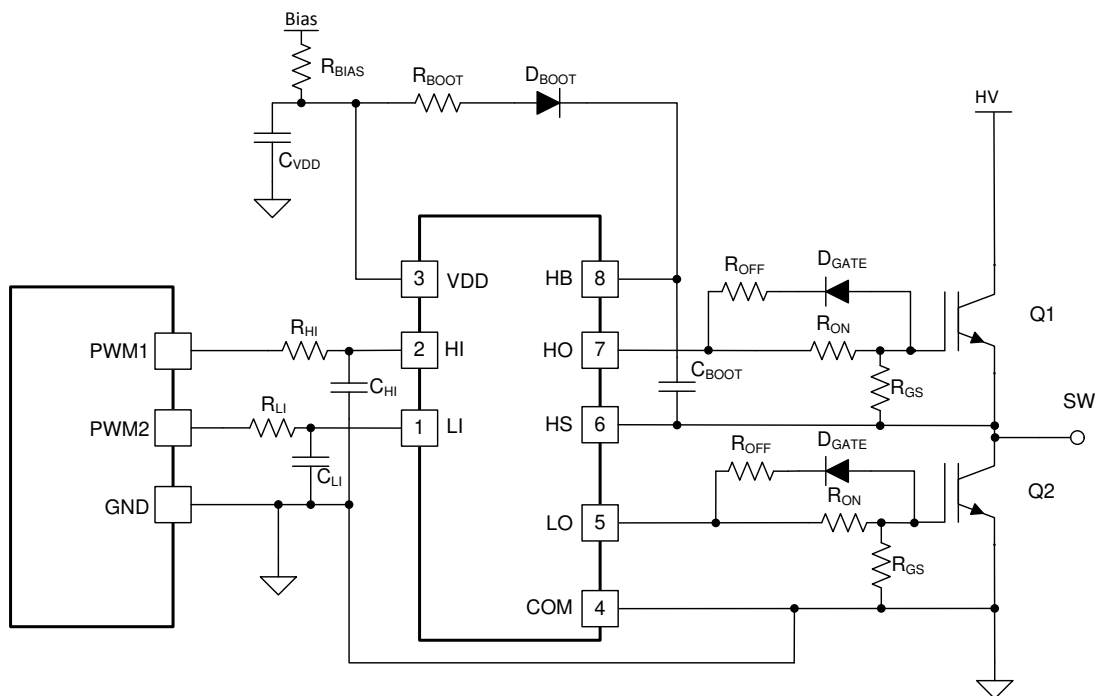 Bias
R_BIAS
R_BOOT
D_BOOT
HV
C_VDD
3 VDD
HB 8
R_OFF
D_GATE
Q1
PWM1
R_HI
2 HI
HO 7
R_ON
C_HI
C_BOOT
R_GS
PWM2
R_LI
1 LI
HS 6
SW
C_LI
R_OFF
D_GATE
Q2
GND
R_ON
LO 5
R_GS
COM 4